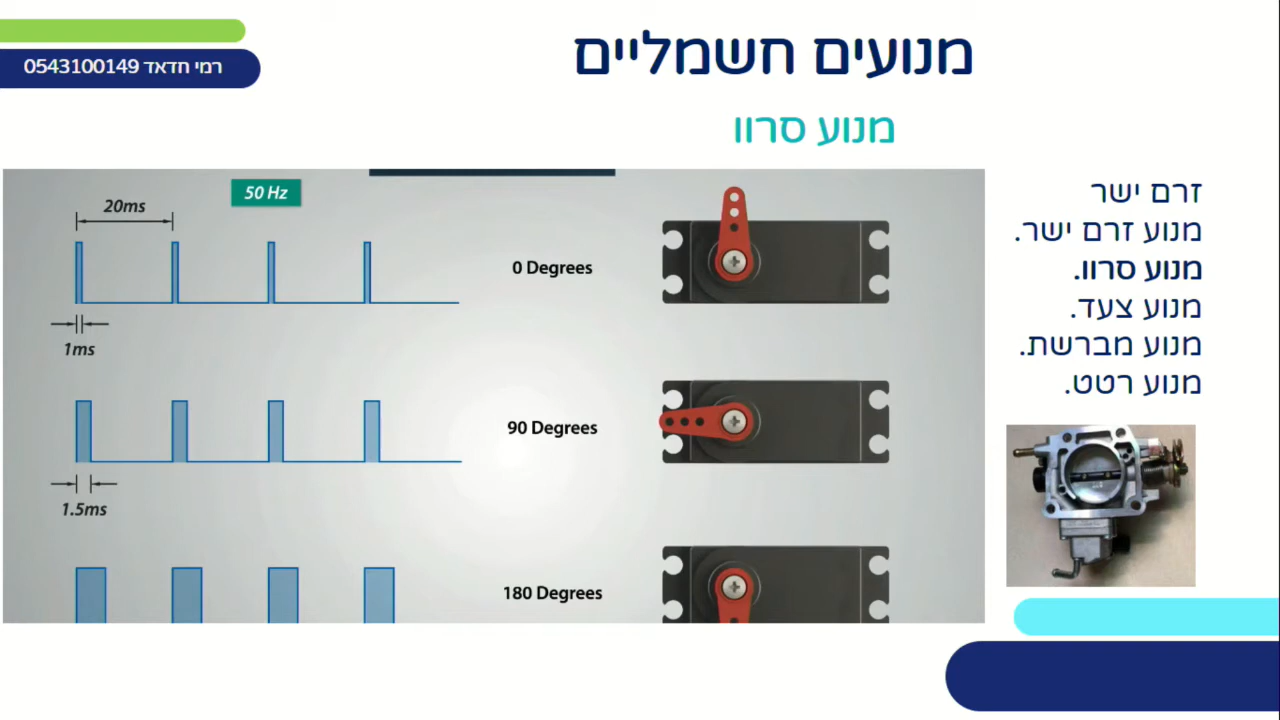 רמי חדאד 0543100149
מנועים חשמליים
מנוע סרוו
זרם ישר
מנוע זרם ישר.
מנוע סרוו.
מנוע צעד.
מנוע מברשת.
מנוע רטט.
50 Hz
20ms
0 Degrees
1ms
90 Degrees
1.5ms
180 Degrees